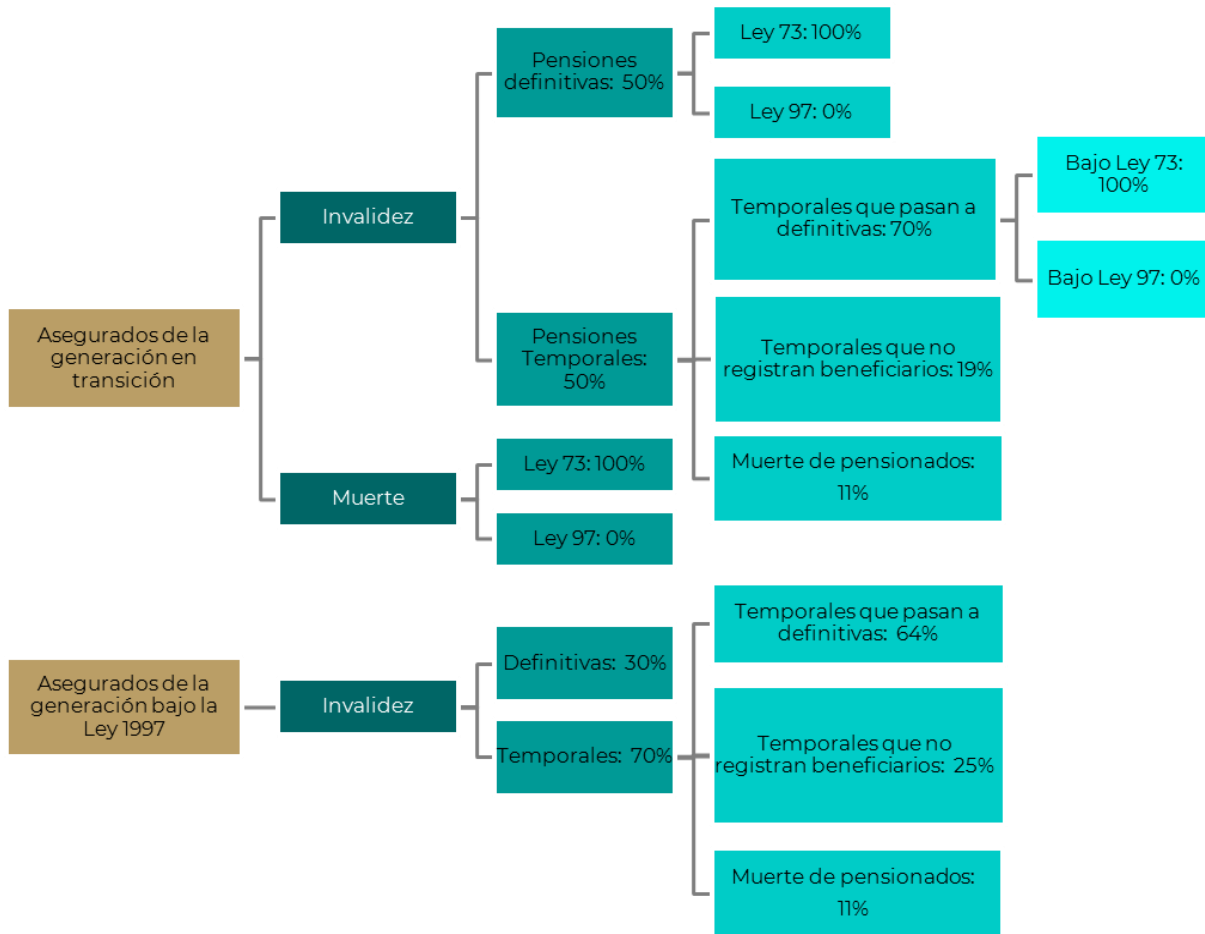 Asegurados de la
generación en
transición
Invalidez
Pensiones
definitivas: 50%
Ley 73: 100%
Ley 97: 0%
Pensiones
Temporales:
50%
Temporales que pasan a
definitivas: 70%
Bajo Ley 73:
100%
Bajo Ley 97: 0%
Temporales que no
registran beneficiarios: 19%
Muerte de pensionados:
11%
Muerte
Ley 73: 100%
Ley 97: 0%
Asegurados de la
generación bajo la
Ley 1997
Invalidez
Definitivas: 30%
Temporales: 70%
Temporales que pasan a
definitivas: 64%
Temporales que no
registran beneficiarios: 25%
Muerte de pensionados:
11%